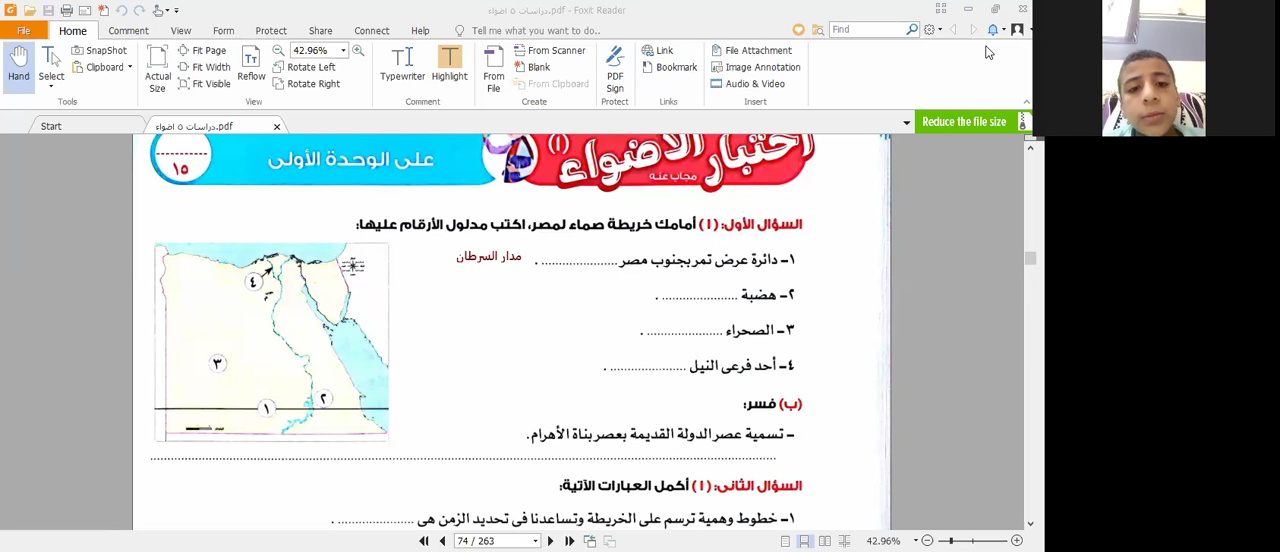 دراسات ٥ اضواء.pdf - Foxit Reader
File Home Comment View Form Protect Share Connect Help Tell me what you want to do.. Find
Hand
Select
SnapShot
Clipboard
Tools
Actual Size
Fit Page
Fit Width
Fit Visible
Reflow
42.96%
Rotate Left
Rotate Right
View
Typewriter
Highlight
Comment
From File
From Scanner
Blank
From Clipboard
Create
PDF Sign
Protect
Link
Bookmark
Links
File Attachment
Image Annotation
Audio & Video
Insert
Start
دراسات ٥ اضواء.pdf
Reduce the file size
اختبار الأضواء (١)
مجاب عنه
على الوحدة الأولى
١٥
السؤال الأول: (١) أمامك خريطة صماء لمصر، اكتب مدلول الأرقام عليها:
١- دائرة عرض تمر بجنوب مصر .................... . مدار السرطان
٢- هضبة .................... .
٣- الصحراء .................... .
٤- أحد فرعى النيل .................... .
٤
٣
٢
١
(ب) فسر:
- تسمية عصر الدولة القديمة بعصر بناة الأهرام.
السؤال الثانى: (١) أكمل العبارات الآتية:
١- خطوط وهمية ترسم على الخريطة وتساعدنا فى تحديد الزمن هى .................... .
74 / 263
42.96%